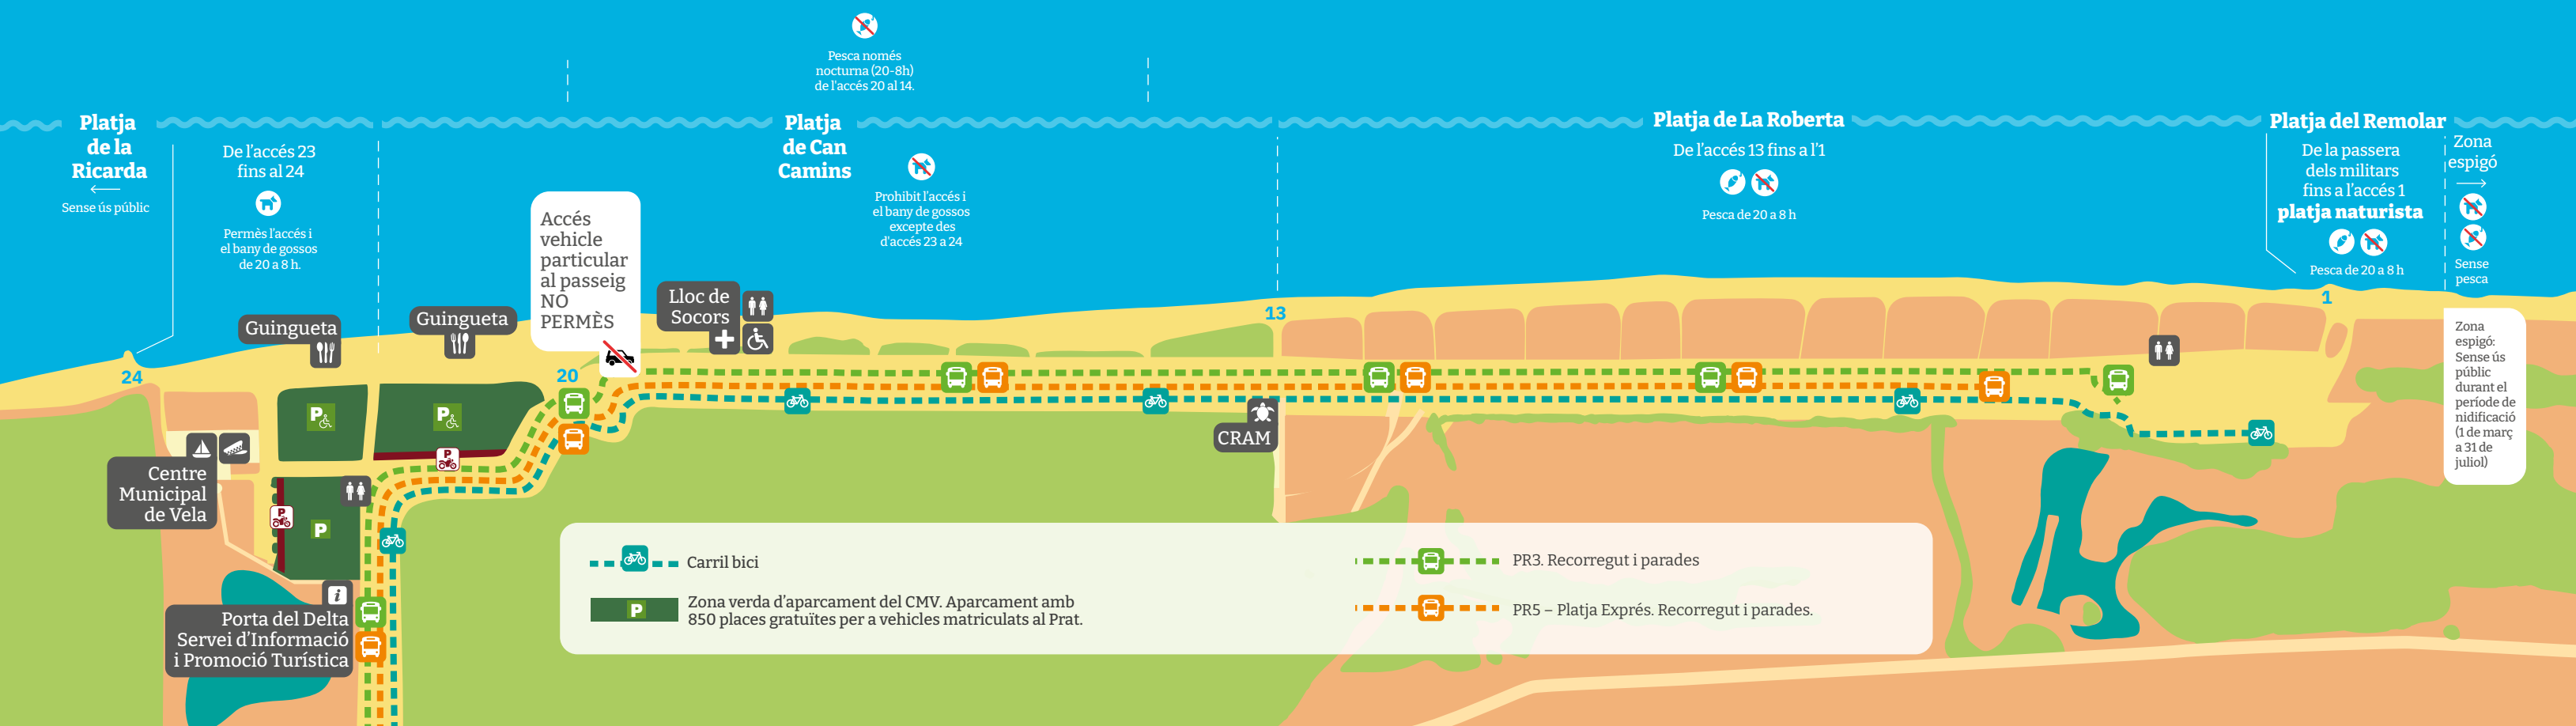 Pesca només
nocturna (20-8h)
de l'accés 20 al 14.
Platja
de la
Ricarda
Sense ús públic
De l'accés 23
fins al 24
Permès l'accés i
el bany de gossos
de 20 a 8 h.
Platja
de Can
Camins
Prohibit l'accés i
el bany de gossos
excepte des
d'accés 23 a 24
Platja de La Roberta
De l'accés 13 fins a l'1
Pesca de 20 a 8 h
Platja del Remolar
De la passera
dels militars
fins a l'accés 1
platja naturista
Pesca de 20 a 8 h
Zona
espigó
Sense
pesca
Accés
vehicle
particular
al passeig
NO
PERMÈS
Guingueta
Guingueta
Lloc de
Socors
24
20
13
1
Zona
espigó:
Sense ús
públic
durant el
període de
nidificació
(1 de març
a 31 de
juliol)
P
P
P
P
P
CRAM
Centre
Municipal
de Vela
i
Porta del Delta
Servei d'Informació
i Promoció Turística
Carril bici
P
Zona verda d'aparcament del CMV. Aparcament amb
850 places gratuïtes per a vehicles matriculats al Prat.
PR3. Recorregut i parades
PR5 – Platja Exprés. Recorregut i parades.